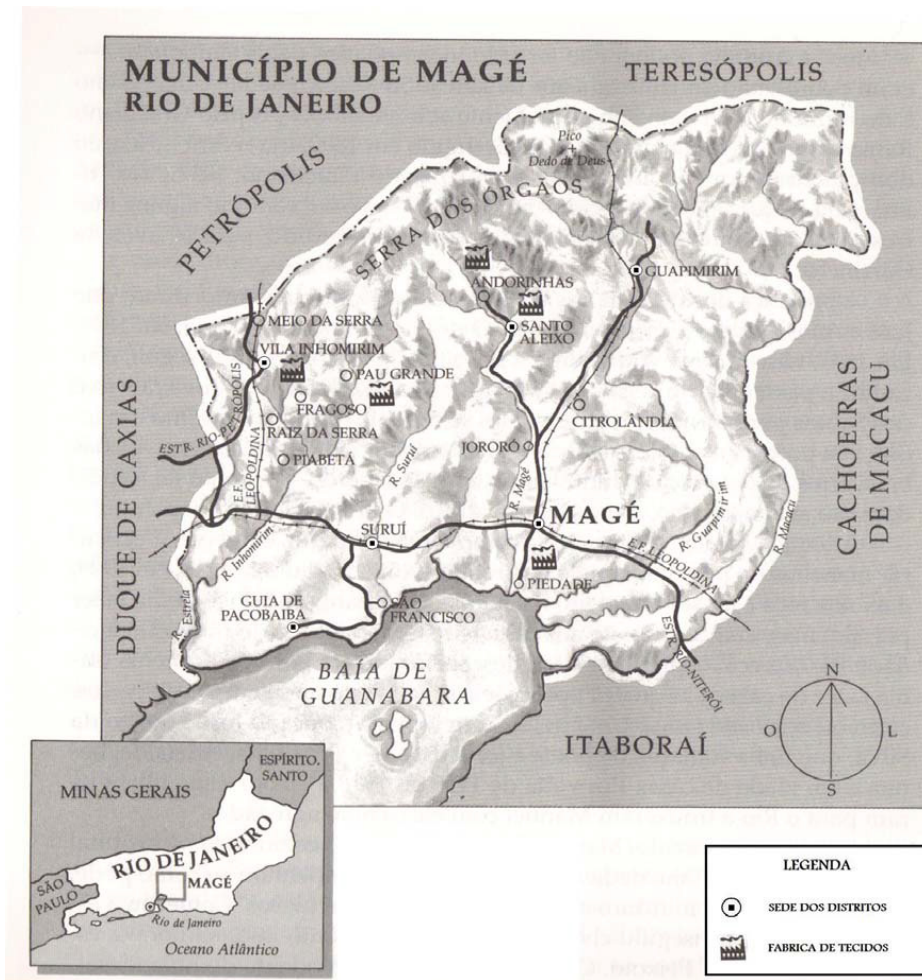 MUNICÍPIO DE MAGÉ
RIO DE JANEIRO
TERESÓPOLIS
PETRÓPOLIS
Pico
Dedo de Deus
SERRA DOS ÓRGÃOS
GUAPIMIRIM
ANDORINHAS
SANTO
ALEIXO
MEIO DA SERRA
VILA INHOMIRIM
PAU GRANDE
FRAGOSO
RAIZ DA SERRA
PIABETÁ
ESTR. RIO-PETRÓPOLIS
E.F.
LEOPOLDINA
CITROLÂNDIA
JORORÓ
R. Suruí
R. Magé
R. Guapimirim
R. Macacu
DUQUE DE CAXIAS
CACHOEIRAS
DE MACACU
MAGÉ
SURUÍ
R. Inhomirim
E.F. LEOPOLDINA
PIEDADE
R. Estrela
GUIA DE
PACOBAIBA
SÃO
FRANCISCO
ESTR. RIO-NITERÓI
BAÍA DE
GUANABARA
ITABORAÍ
N
O
L
S
MINAS GERAIS
ESPÍRITO
SANTO
RIO DE JANEIRO
MAGÉ
SÃO
PAULO
Rio de Janeiro
Oceano Atlântico
LEGENDA
SEDE DOS DISTRITOS
FABRICA DE TECIDOS